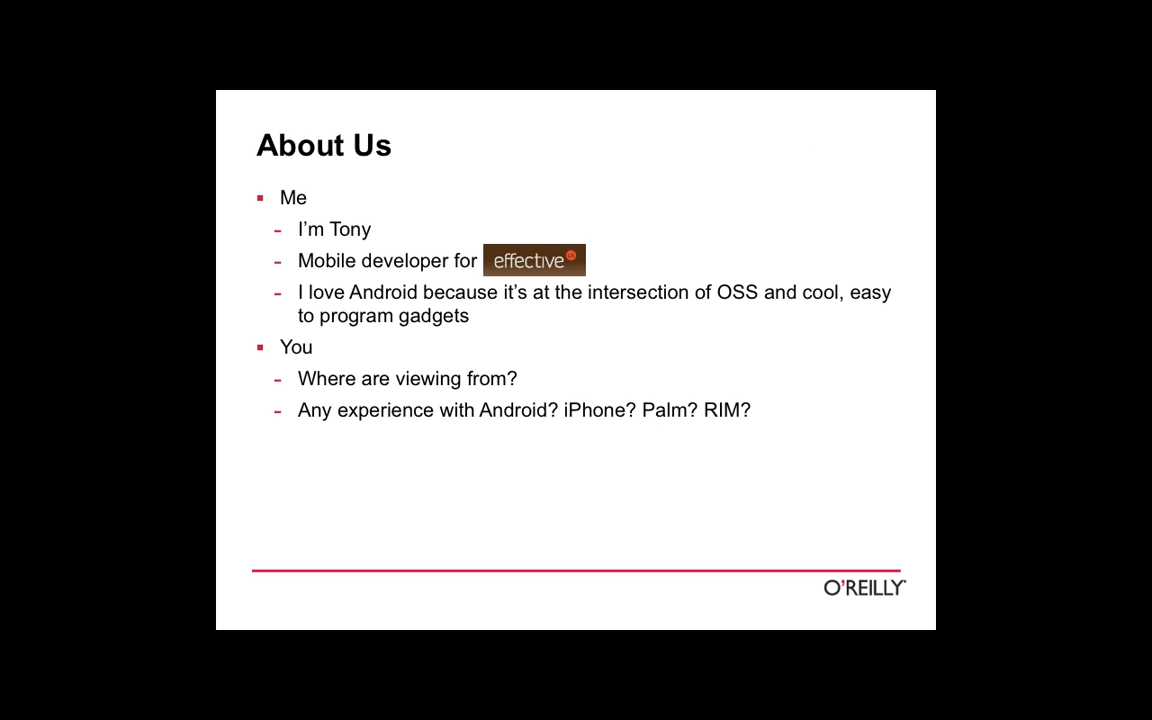 About Us
Me
- I'm Tony
- Mobile developer for effective UI
- I love Android because it's at the intersection of OSS and cool, easy
to program gadgets
You
- Where are viewing from?
- Any experience with Android? iPhone? Palm? RIM?
O'REILLY